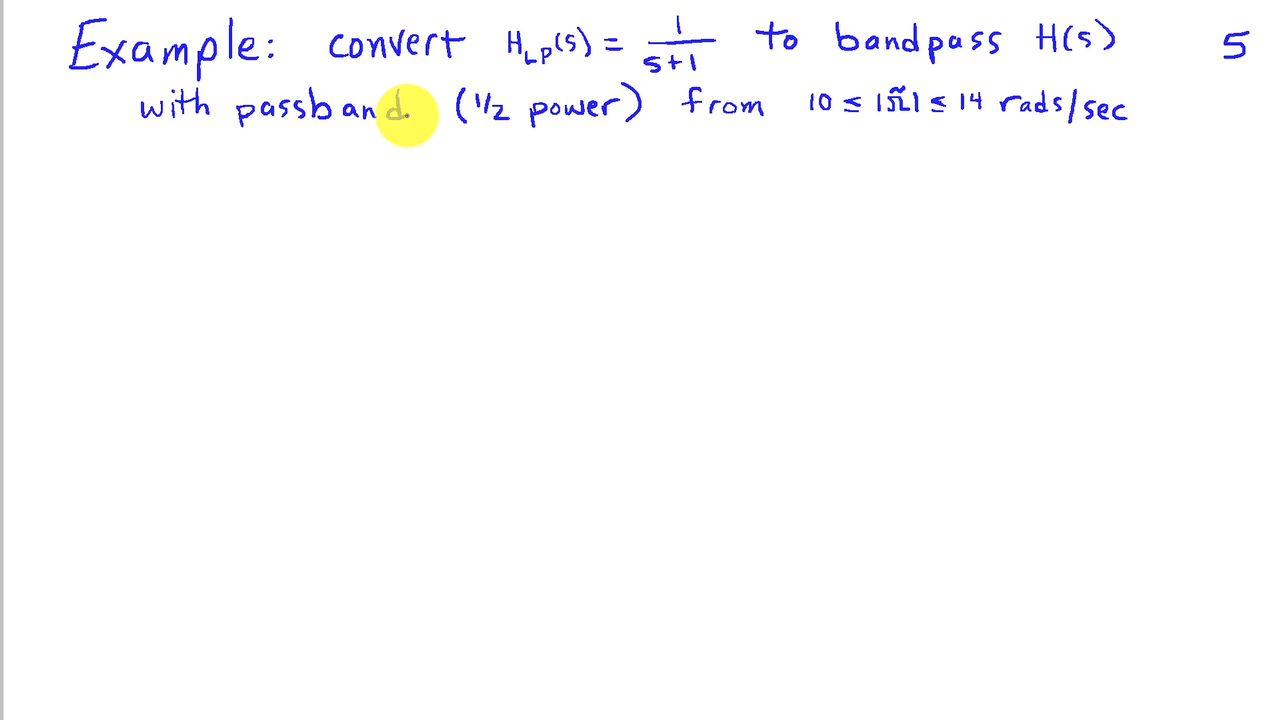 Example: convert H_LP(s) = 1/(s+1) to bandpass H(s) 5
with passband (1/2 power) from 10 ≤ |Ω̃| ≤ 14 rads/sec